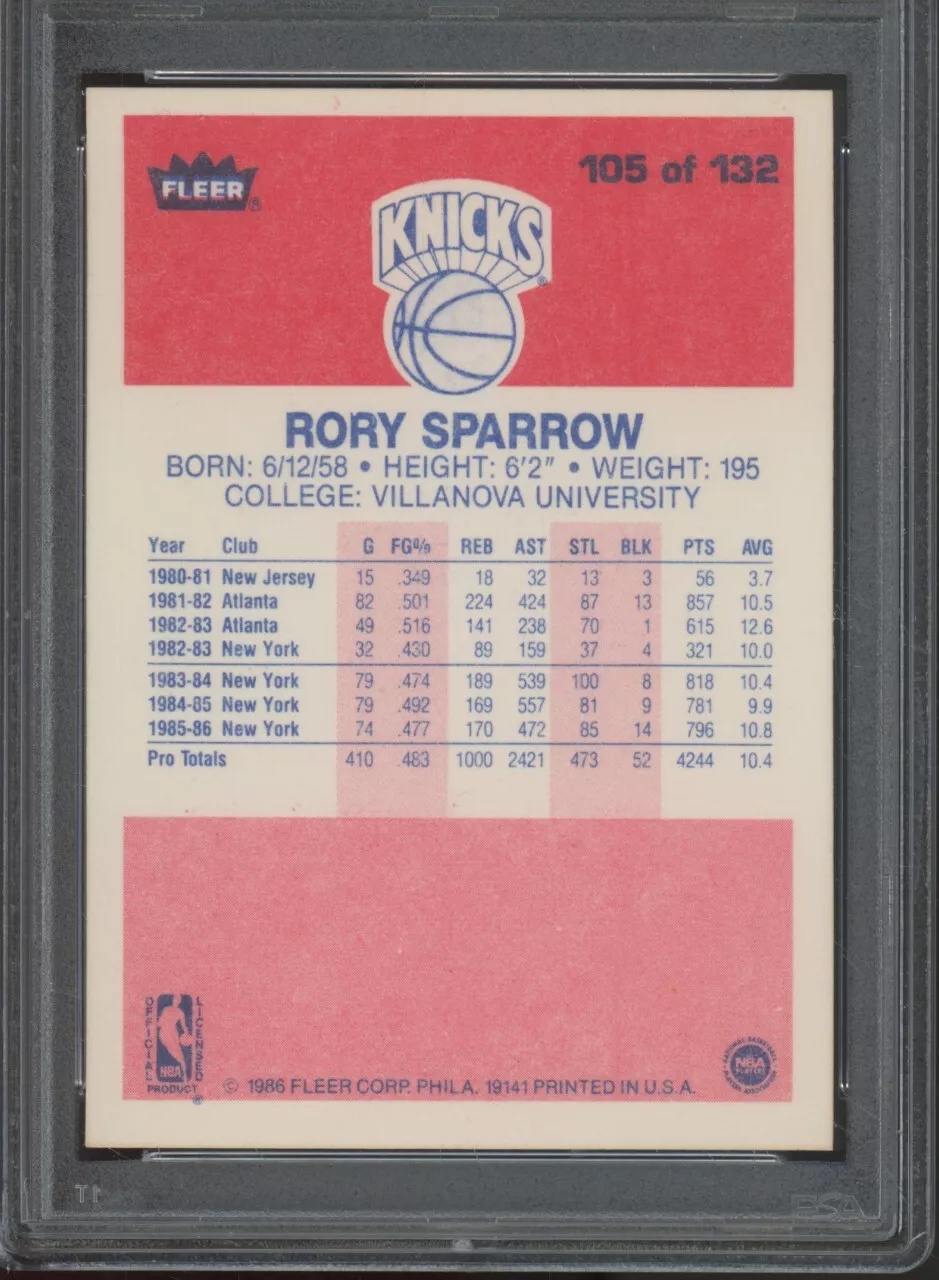 105 of 132
FLEER®
KNICKS®
RORY SPARROW
BORN: 6/12/58 • HEIGHT: 6'2" • WEIGHT: 195
COLLEGE: VILLANOVA UNIVERSITY
Year Club G FG% REB AST STL BLK PTS AVG
1980-81 New Jersey 15 .349 18 32 13 3 56 3.7
1981-82 Atlanta 82 .501 224 424 87 13 857 10.5
1982-83 Atlanta 49 .516 141 238 70 1 615 12.6
1982-83 New York 32 .430 89 159 37 4 321 10.0
1983-84 New York 79 .474 189 539 100 8 818 10.4
1984-85 New York 79 .492 169 557 81 9 781 9.9
1985-86 New York 74 .477 170 472 85 14 796 10.8
Pro Totals 410 .483 1000 2421 473 52 4244 10.4
OFFICIAL
LICENSED
NBA
PRODUCT®
© 1986 FLEER CORP. PHILA. 19141 PRINTED IN U.S.A.
NATIONAL BASKETBALL
NBA
PLAYERS
ASSOCIATION
PSA